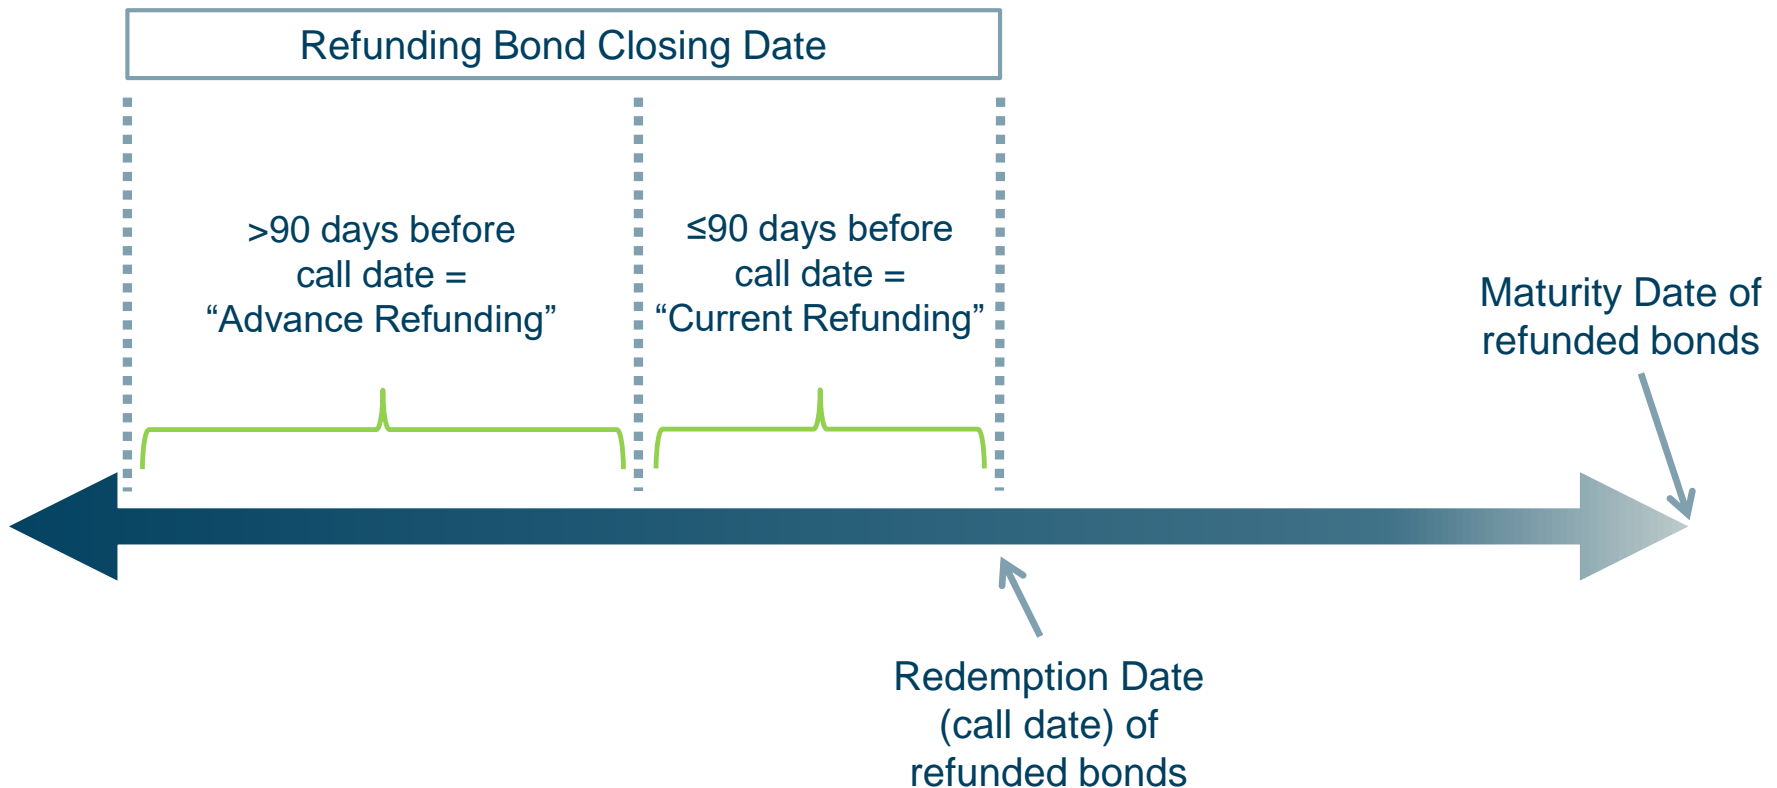 Refunding Bond Closing Date
>90 days before
call date =
“Advance Refunding”
≤90 days before
call date =
“Current Refunding”
Maturity Date of
refunded bonds
Redemption Date
(call date) of
refunded bonds